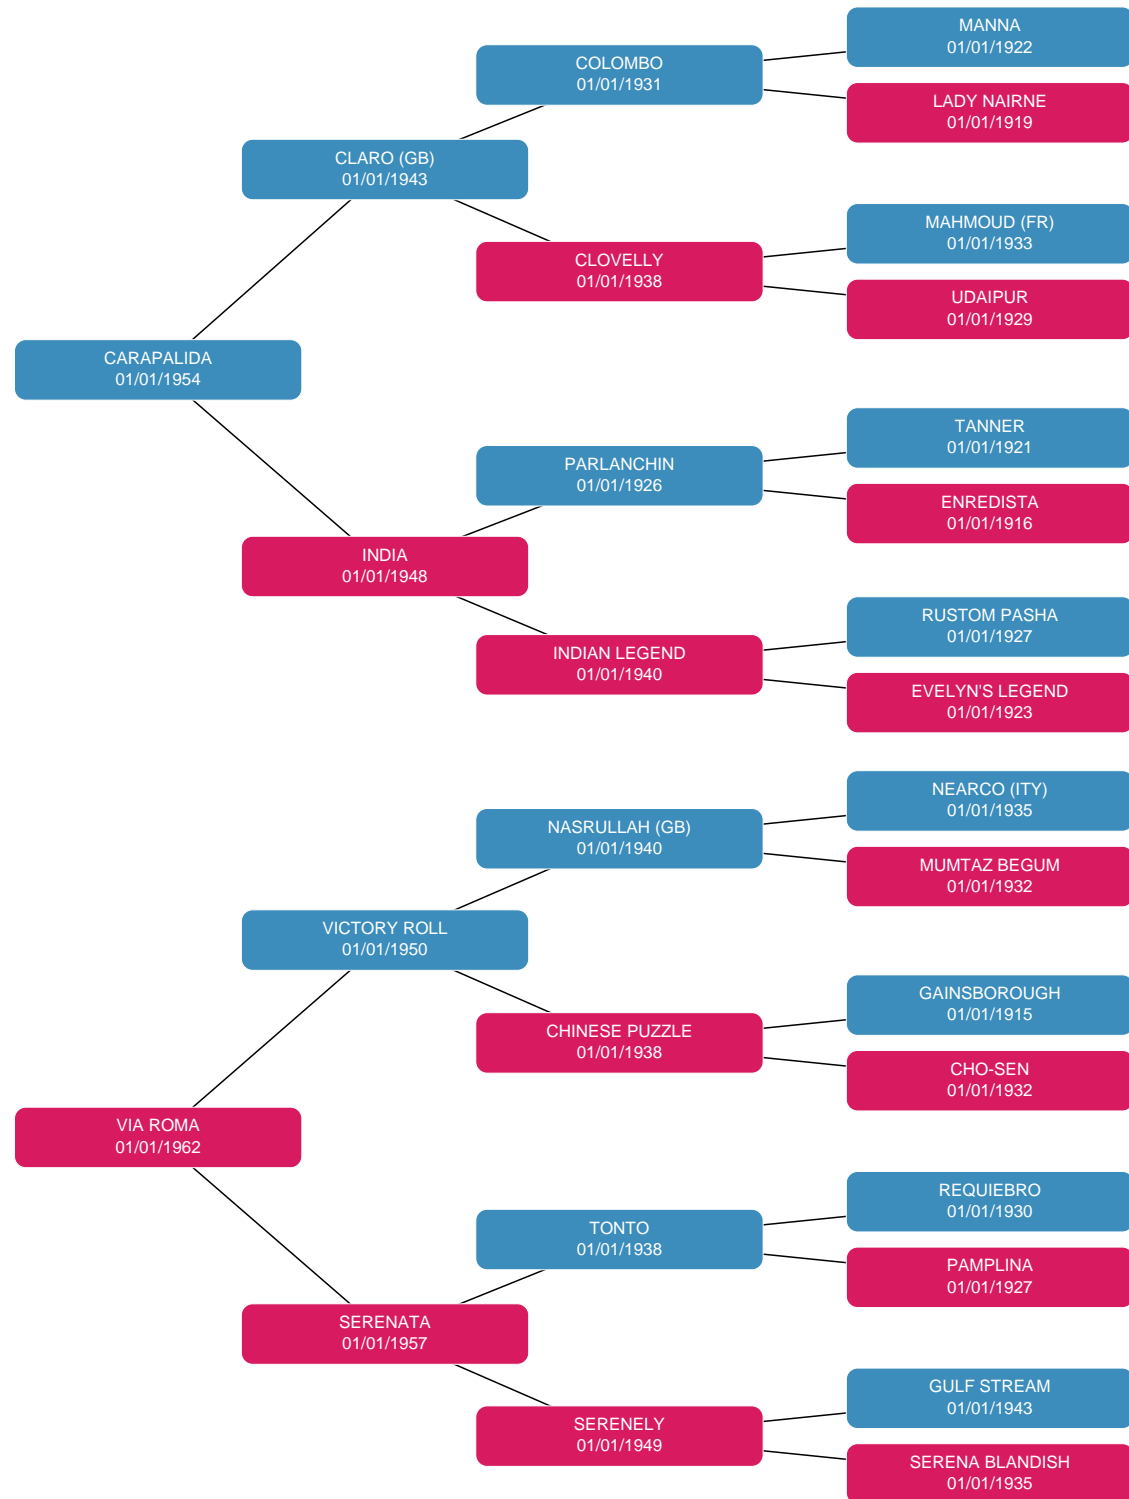 MANNA
01/01/1922
COLOMBO
01/01/1931
LADY NAIRNE
01/01/1919
CLARO (GB)
01/01/1943
MAHMOUD (FR)
01/01/1933
CLOVELLY
01/01/1938
UDAIPUR
01/01/1929
CARAPALIDA
01/01/1954
TANNER
01/01/1921
PARLANCHIN
01/01/1926
ENREDISTA
01/01/1916
INDIA
01/01/1948
RUSTOM PASHA
01/01/1927
INDIAN LEGEND
01/01/1940
EVELYN'S LEGEND
01/01/1923
NEARCO (ITY)
01/01/1935
NASRULLAH (GB)
01/01/1940
MUMTAZ BEGUM
01/01/1932
VICTORY ROLL
01/01/1950
GAINSBOROUGH
01/01/1915
CHINESE PUZZLE
01/01/1938
CHO-SEN
01/01/1932
VIA ROMA
01/01/1962
REQUIEBRO
01/01/1930
TONTO
01/01/1938
PAMPLINA
01/01/1927
SERENATA
01/01/1957
GULF STREAM
01/01/1943
SERENELY
01/01/1949
SERENA BLANDISH
01/01/1935